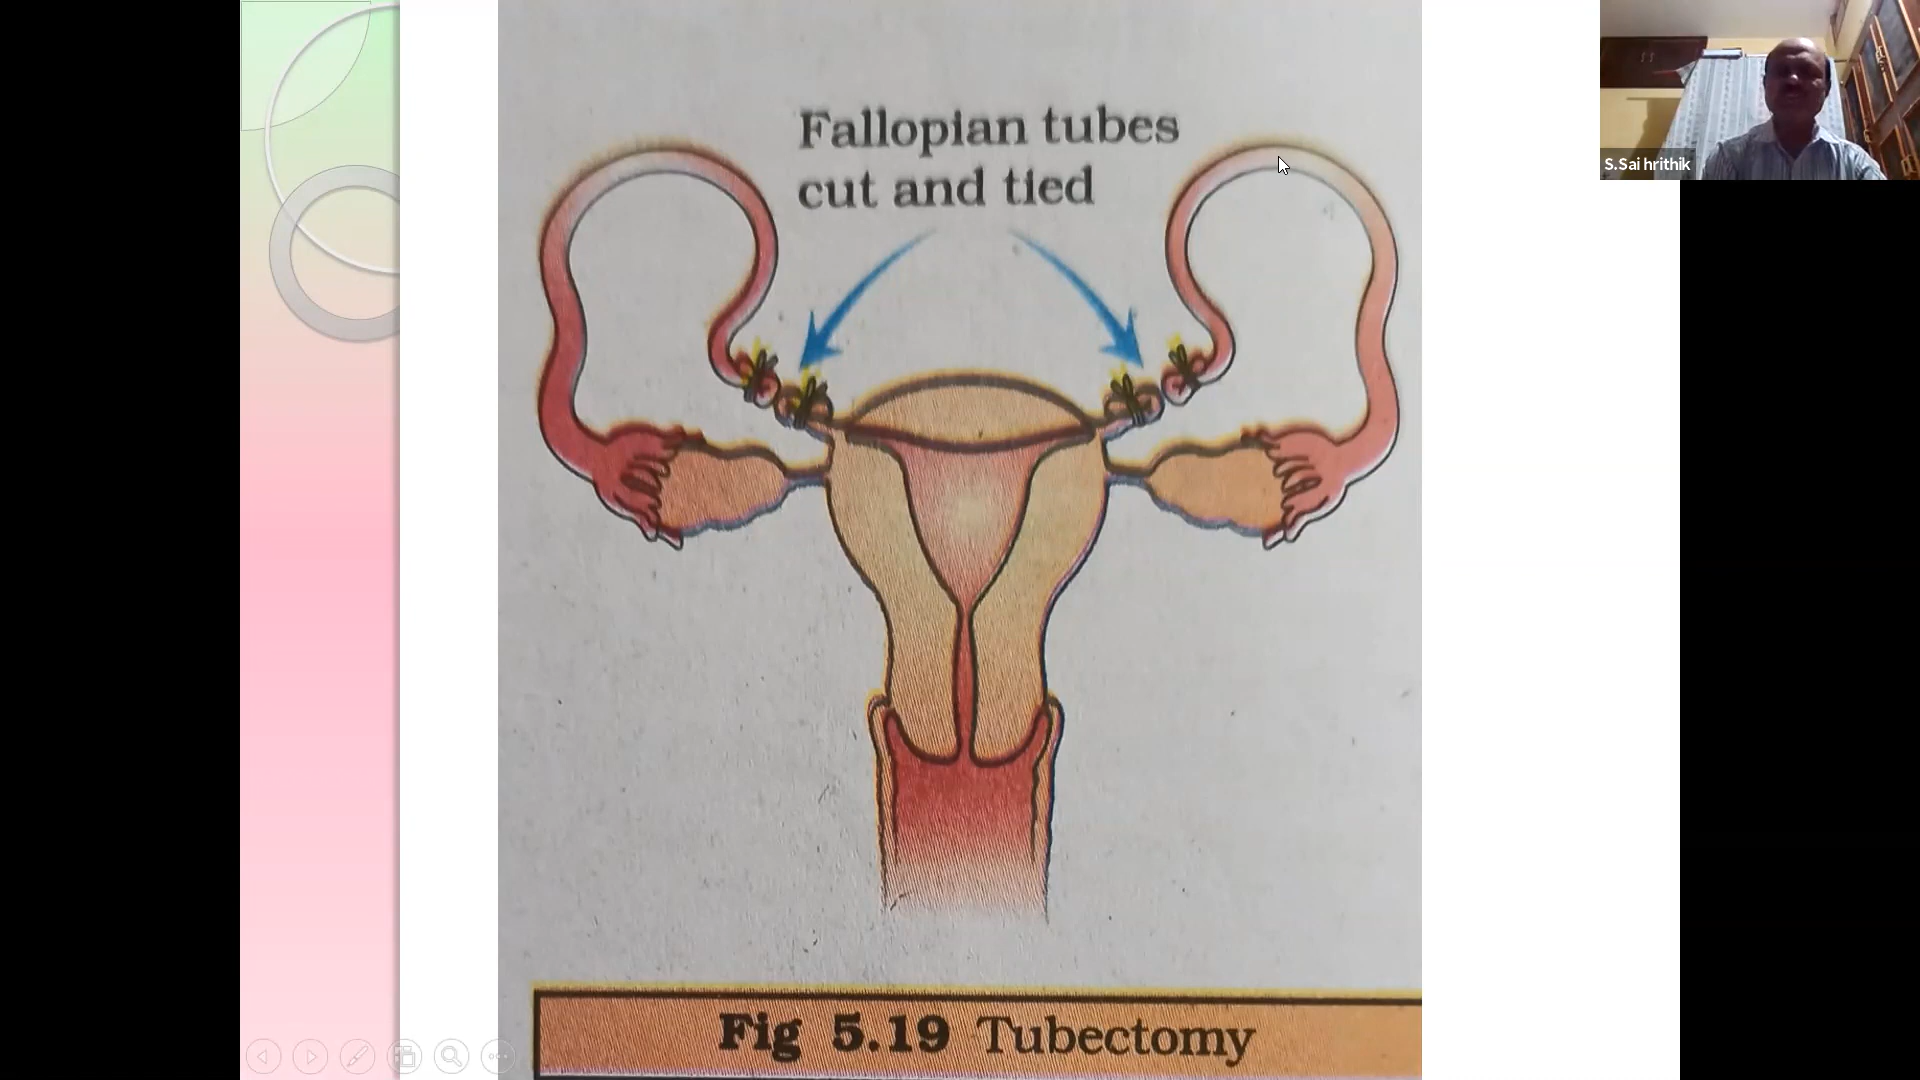 Fallopian tubes
cut and tied
S.Sai hrithik
Fig 5.19 Tubectomy